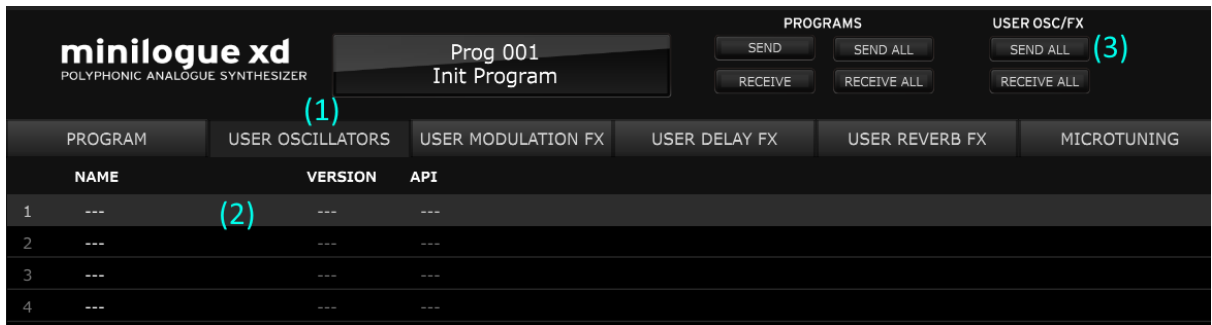 PROGRAMS
USER OSC/FX
minilogue xd
POLYPHONIC ANALOGUE SYNTHESIZER
Prog 001
Init Program
SEND
SEND ALL
SEND ALL
(3)
RECEIVE
RECEIVE ALL
RECEIVE ALL
(1)
PROGRAM USER OSCILLATORS USER MODULATION FX USER DELAY FX USER REVERB FX MICROTUNING
NAME VERSION API
1 --- (2) --- ---
2 --- --- ---
3 --- --- ---
4 --- --- ---